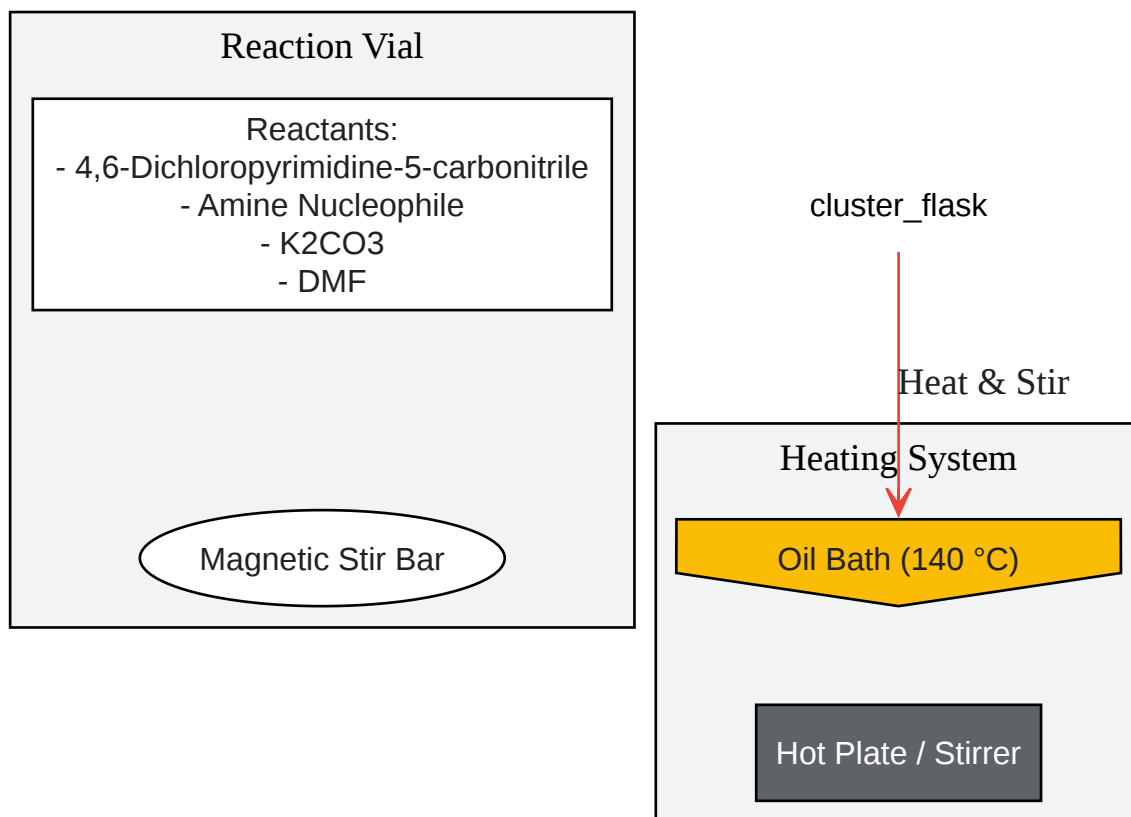 Reaction Vial
Reactants:
- 4,6-Dichloropyrimidine-5-carbonitrile
- Amine Nucleophile
- K2CO3
- DMF
Magnetic Stir Bar
cluster_flask
Heat & Stir
Heating System
Oil Bath (140 °C)
Hot Plate / Stirrer